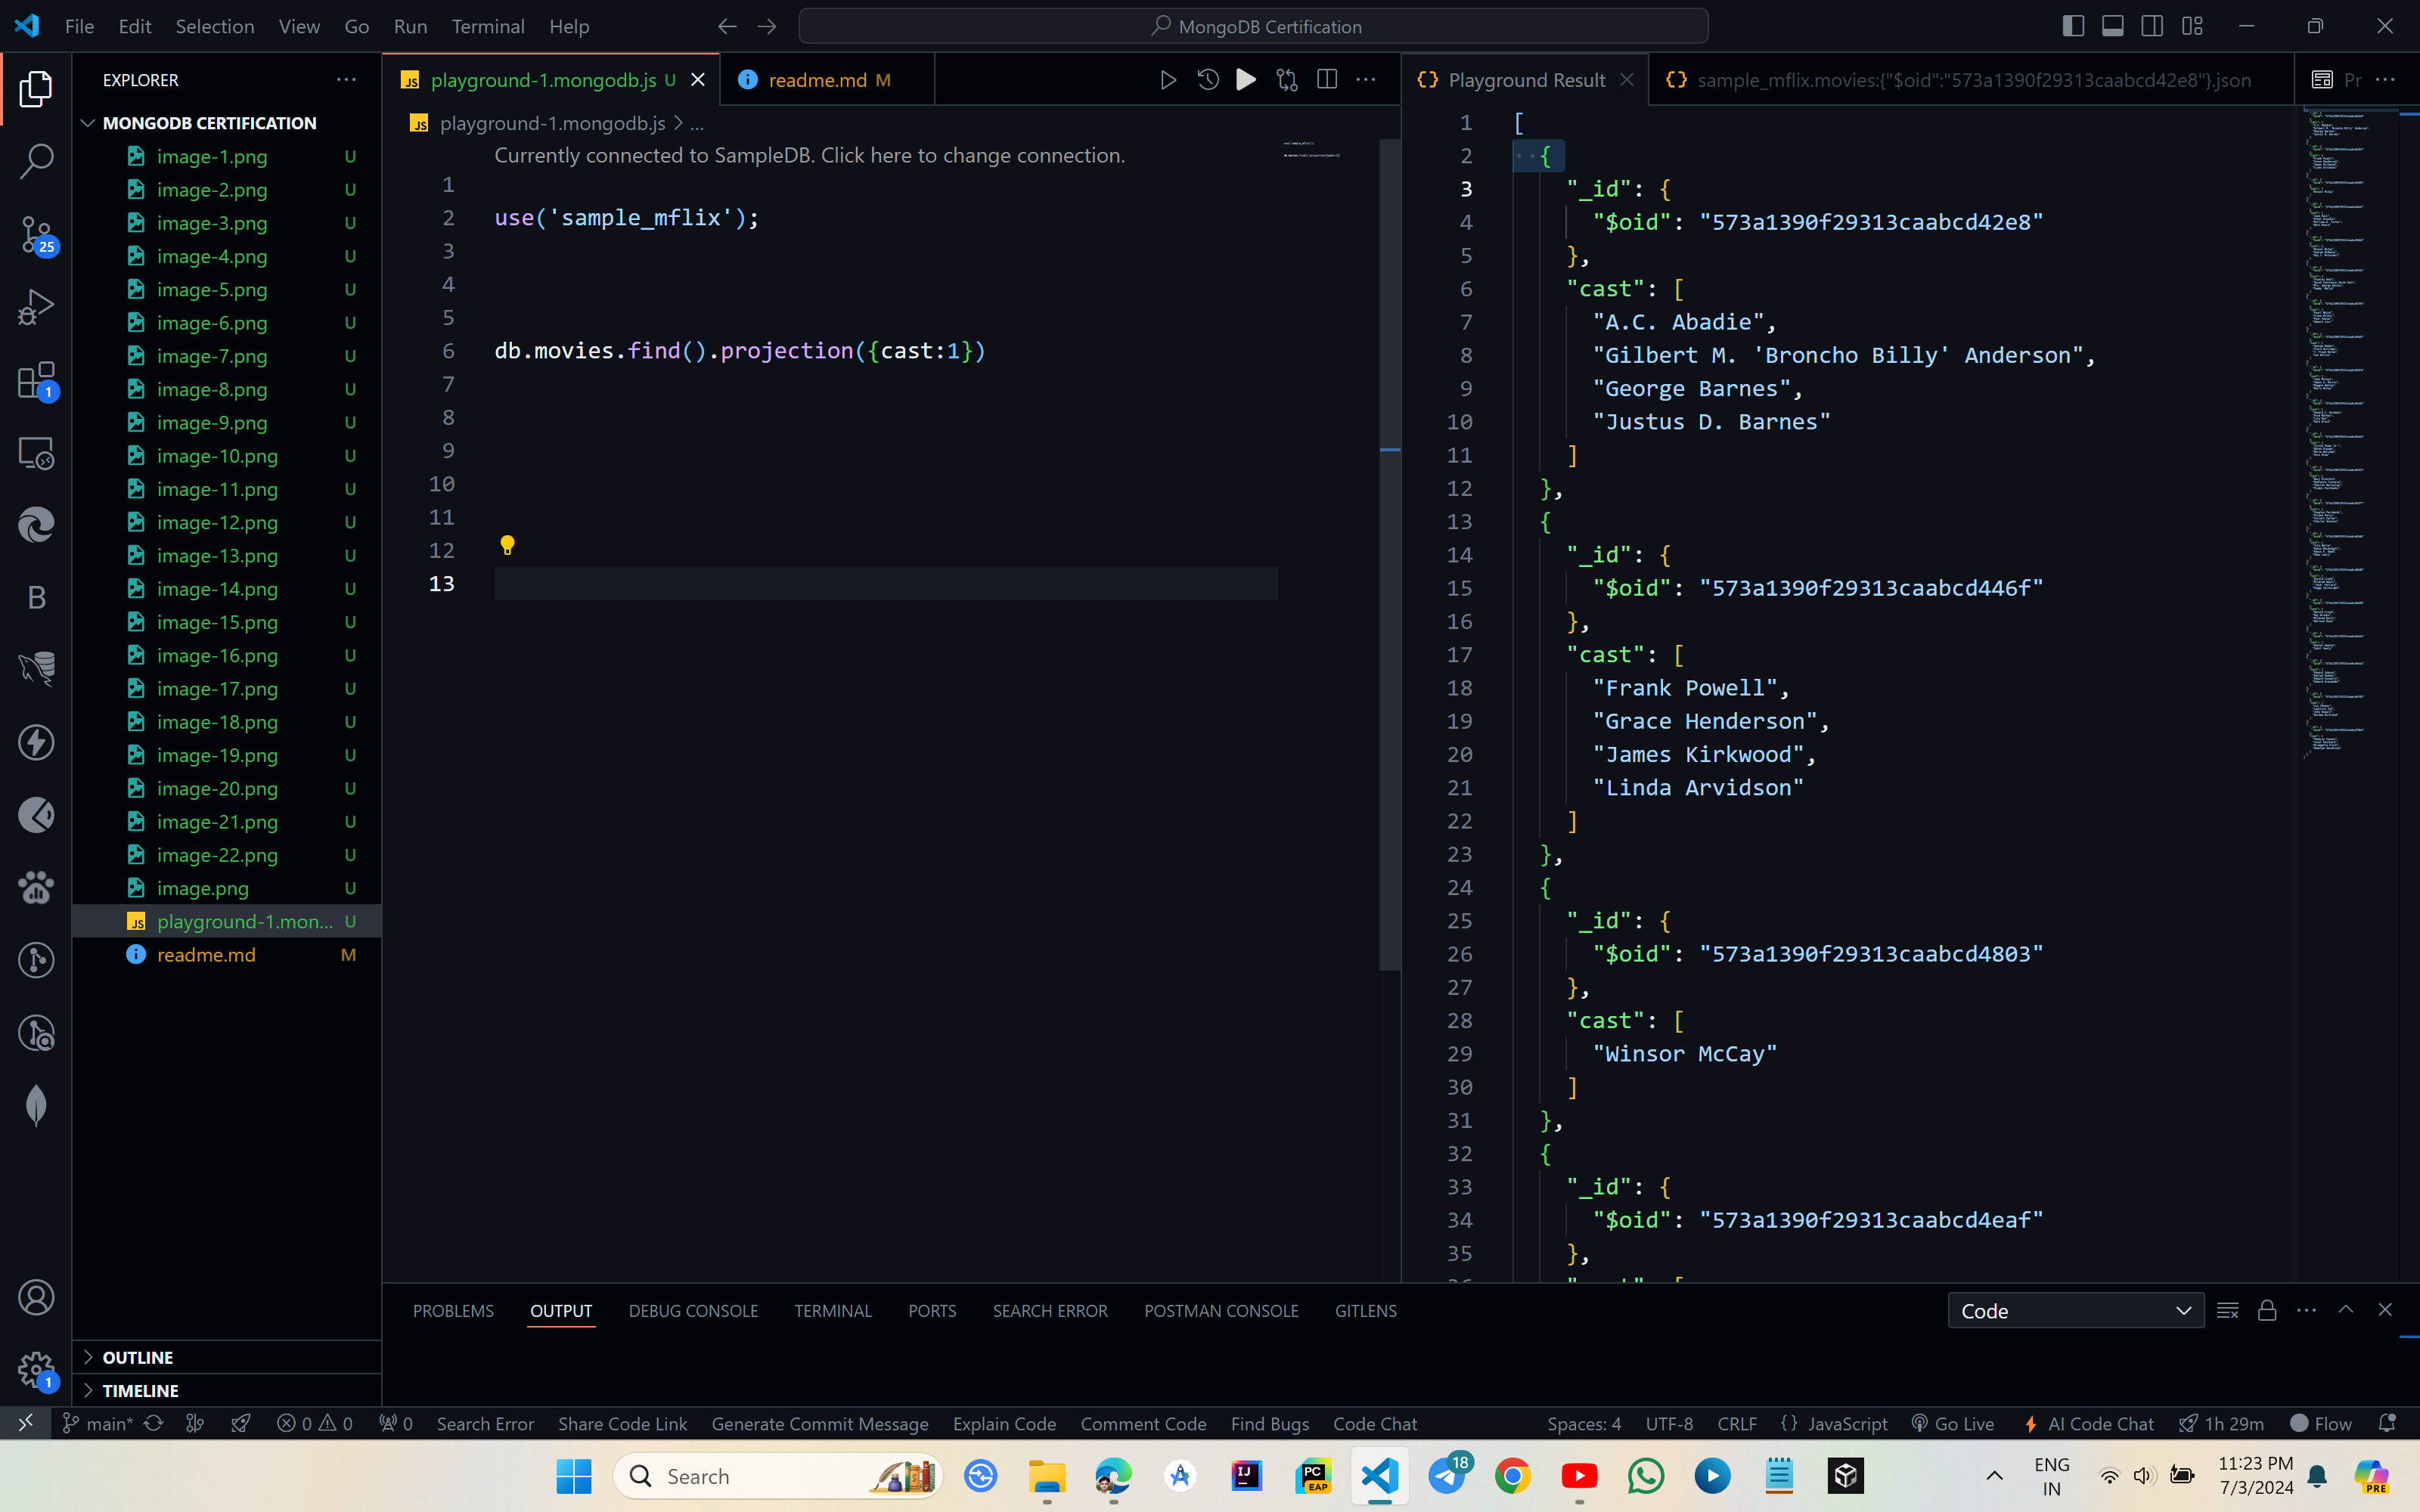 File Edit Selection View Go Run Terminal Help
MongoDB Certification
EXPLORER
MONGODB CERTIFICATION
image-1.png U
image-2.png U
image-3.png U
image-4.png U
image-5.png U
image-6.png U
image-7.png U
image-8.png U
image-9.png U
image-10.png U
image-11.png U
image-12.png U
image-13.png U
image-14.png U
image-15.png U
image-16.png U
image-17.png U
image-18.png U
image-19.png U
image-20.png U
image-21.png U
image-22.png U
image.png U
JS playground-1.mon... U
readme.md M
OUTLINE
TIMELINE
25
1
B
1
JS playground-1.mongodb.js U
readme.md M
JS playground-1.mongodb.js > ...
Currently connected to SampleDB. Click here to change connection.
1
2 use('sample_mflix');
3
4
5
6 db.movies.find().projection({cast:1})
7
8
9
10
11
12
13
{} Playground Result
{} sample_mflix.movies:{"$oid":"573a1390f29313caabcd42e8"}.json
Pr
1 [
2 {
3 "_id": {
4 "$oid": "573a1390f29313caabcd42e8"
5 },
6 "cast": [
7 "A.C. Abadie",
8 "Gilbert M. 'Broncho Billy' Anderson",
9 "George Barnes",
10 "Justus D. Barnes"
11 ]
12 },
13 {
14 "_id": {
15 "$oid": "573a1390f29313caabcd446f"
16 },
17 "cast": [
18 "Frank Powell",
19 "Grace Henderson",
20 "James Kirkwood",
21 "Linda Arvidson"
22 ]
23 },
24 {
25 "_id": {
26 "$oid": "573a1390f29313caabcd4803"
27 },
28 "cast": [
29 "Winsor McCay"
30 ]
31 },
32 {
33 "_id": {
34 "$oid": "573a1390f29313caabcd4eaf"
35 },
PROBLEMS OUTPUT DEBUG CONSOLE TERMINAL PORTS SEARCH ERROR POSTMAN CONSOLE GITLENS
Code
main* 0 0 0 Search Error Share Code Link Generate Commit Message Explain Code Comment Code Find Bugs Code Chat
Spaces: 4 UTF-8 CRLF {} JavaScript Go Live AI Code Chat 1h 29m Flow
Search
IJ
PC
EAP
18
ENG
IN
11:23 PM
7/3/2024
PRE